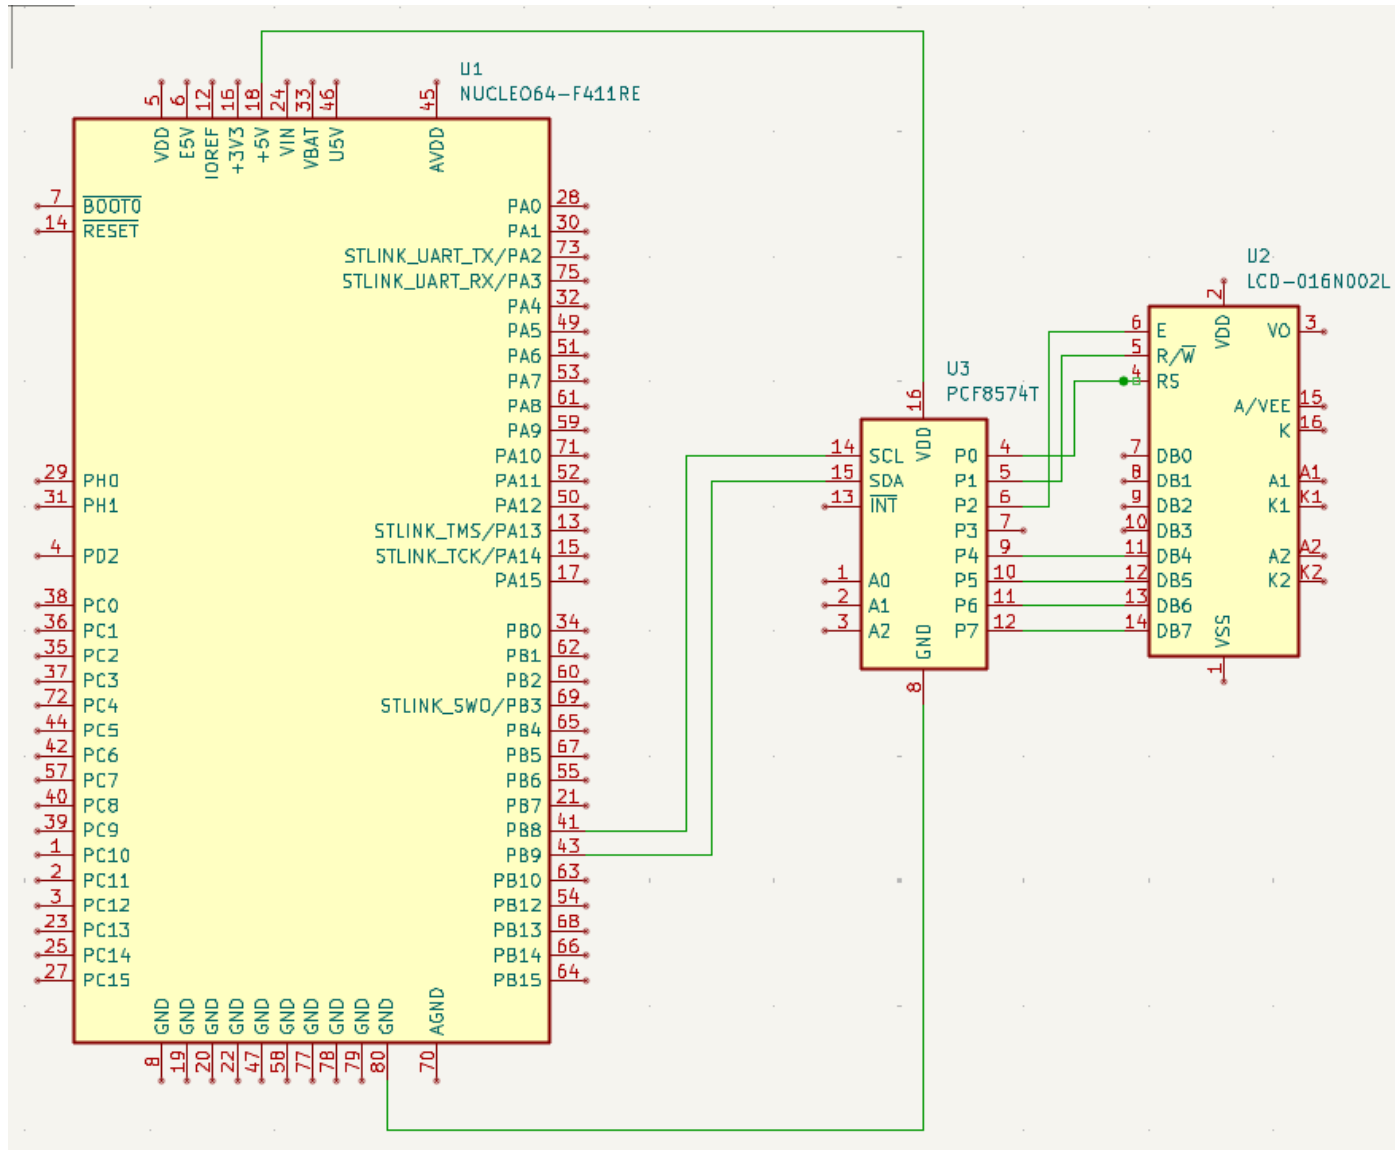 U1
NUCLEO64-F411RE
5 6 12 16 18 24 33 46 45
VDD E5V IOREF +3V3 +5V VIN VBAT U5V AVDD
7 BOOT0
14 RESET
29 PH0
31 PH1
4 PD2
38 PC0
36 PC1
35 PC2
37 PC3
72 PC4
44 PC5
42 PC6
57 PC7
40 PC8
39 PC9
1 PC10
2 PC11
3 PC12
23 PC13
25 PC14
27 PC15
PA0 28
PA1 30
STLINK_UART_TX/PA2 73
STLINK_UART_RX/PA3 75
PA4 32
PA5 49
PA6 51
PA7 53
PA8 61
PA9 59
PA10 71
PA11 52
PA12 50
STLINK_TMS/PA13 13
STLINK_TCK/PA14 15
PA15 17
PB0 34
PB1 62
PB2 60
STLINK_SWO/PB3 69
PB4 65
PB5 67
PB6 55
PB7 21
PB8 41
PB9 43
PB10 63
PB12 54
PB13 68
PB14 66
PB15 64
GND GND GND GND GND GND GND GND GND GND AGND
8 19 20 22 47 58 77 78 79 80 70
U3
PCF8574T
16
VDD
14 SCL
15 SDA
13 INT
1 A0
2 A1
3 A2
P0 4
P1 5
P2 6
P3 7
P4 9
P5 10
P6 11
P7 12
GND
8
U2
LCD-016N002L
2
VDD
6 E
5 R/W
4 RS
7 DB0
8 DB1
9 DB2
10 DB3
11 DB4
12 DB5
13 DB6
14 DB7
VO 3
A/VEE 15
K 16
A1 A1
K1 K1
A2 A2
K2 K2
VSS
1